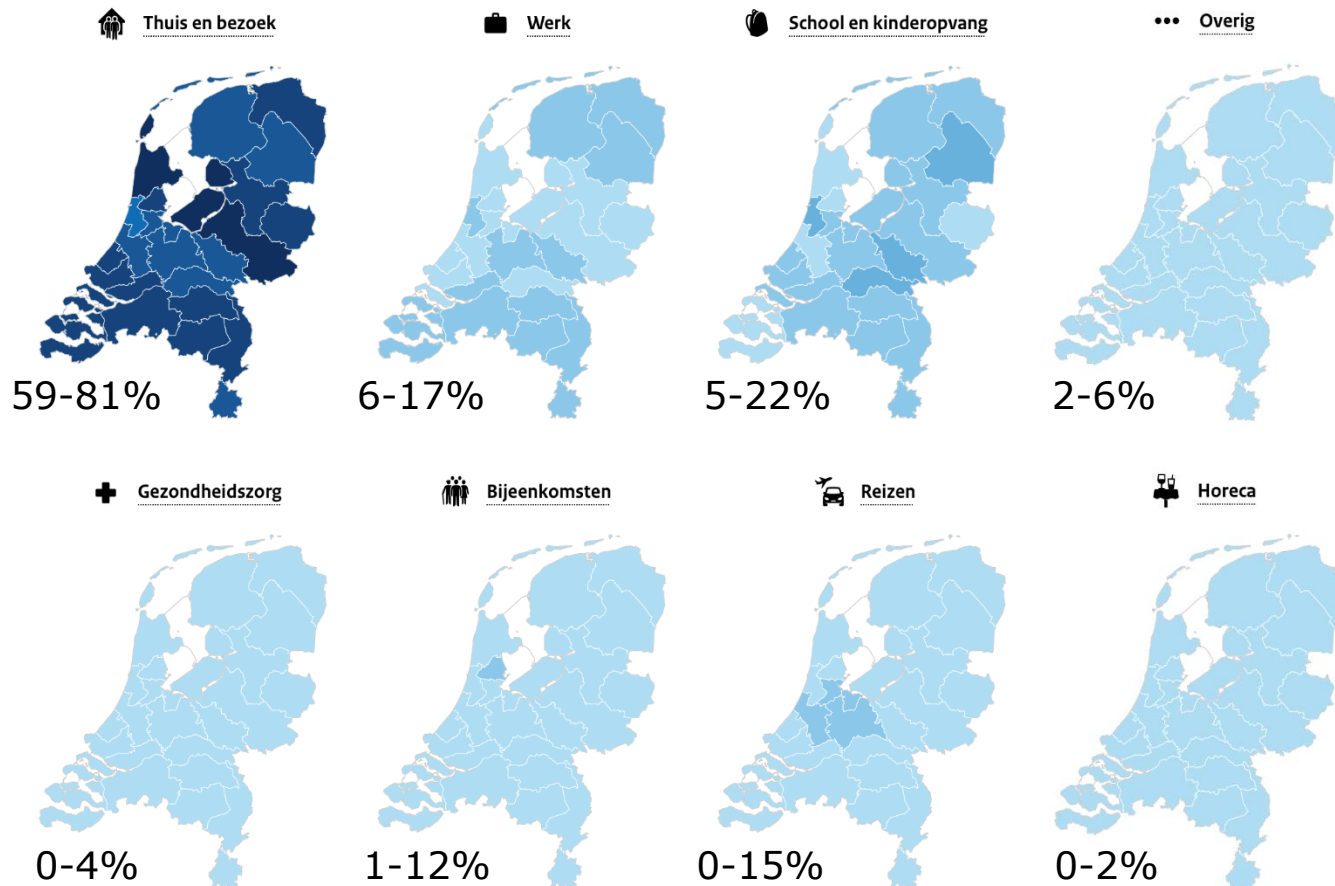 Thuis en bezoek
Werk
School en kinderopvang
Overig
59-81%
6-17%
5-22%
2-6%
Gezondheidszorg
Bijeenkomsten
Reizen
Horeca
0-4%
1-12%
0-15%
0-2%